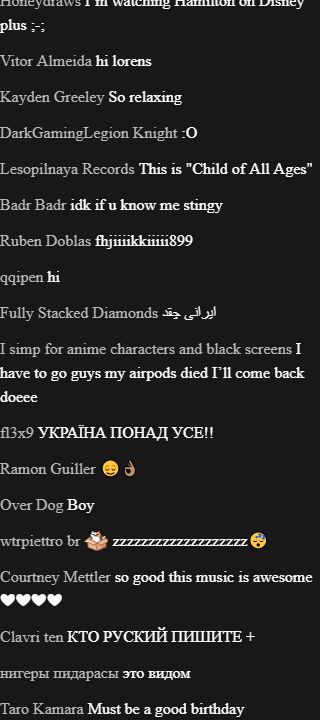 Honeydraws I'm watching Hamilton on Disney
plus ;-;
Vitor Almeida hi lorens
Kayden Greeley So relaxing
DarkGamingLegion Knight :O
Lesopilnaya Records This is "Child of All Ages"
Badr Badr idk if u know me stingy
Ruben Doblas fhjiiiikkiiiii899
qqipen hi
Fully Stacked Diamonds ایرانی چقد
I simp for anime characters and black screens I
have to go guys my airpods died I’ll come back
doeee
fl3x9 УКРАЇНА ПОНАД УСЕ!!
Ramon Guiller 😔👌🏽
Over Dog Boy
wtrpiettro br zzzzzzzzzzzzzzzzzzzz😴
Courtney Mettler so good this music is awesome
🤍🤍🤍🤍
Clavri ten КТО РУСКИЙ ПИШИТЕ +
нигеры пидарасы это видом
Taro Kamara Must be a good birthday